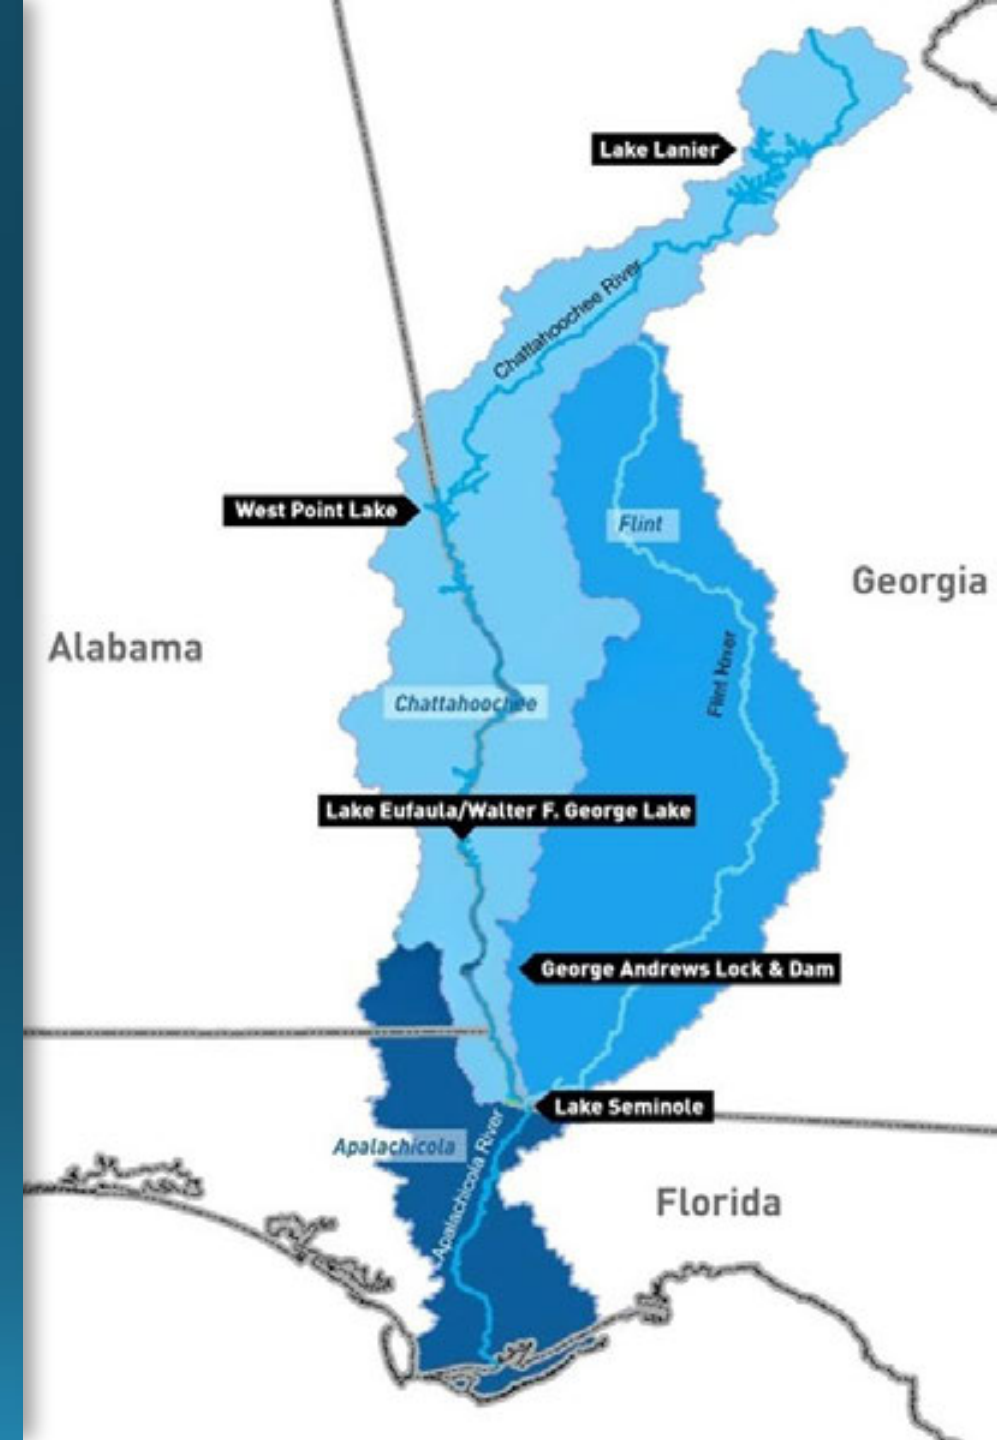 Lake Lanier
Chattahoochee River
West Point Lake
Flint
Georgia
Alabama
Flint River
Chattahoochee
Lake Eufaula/Walter F. George Lake
George Andrews Lock & Dam
Lake Seminole
Apalachicola
Apalachicola River
Florida